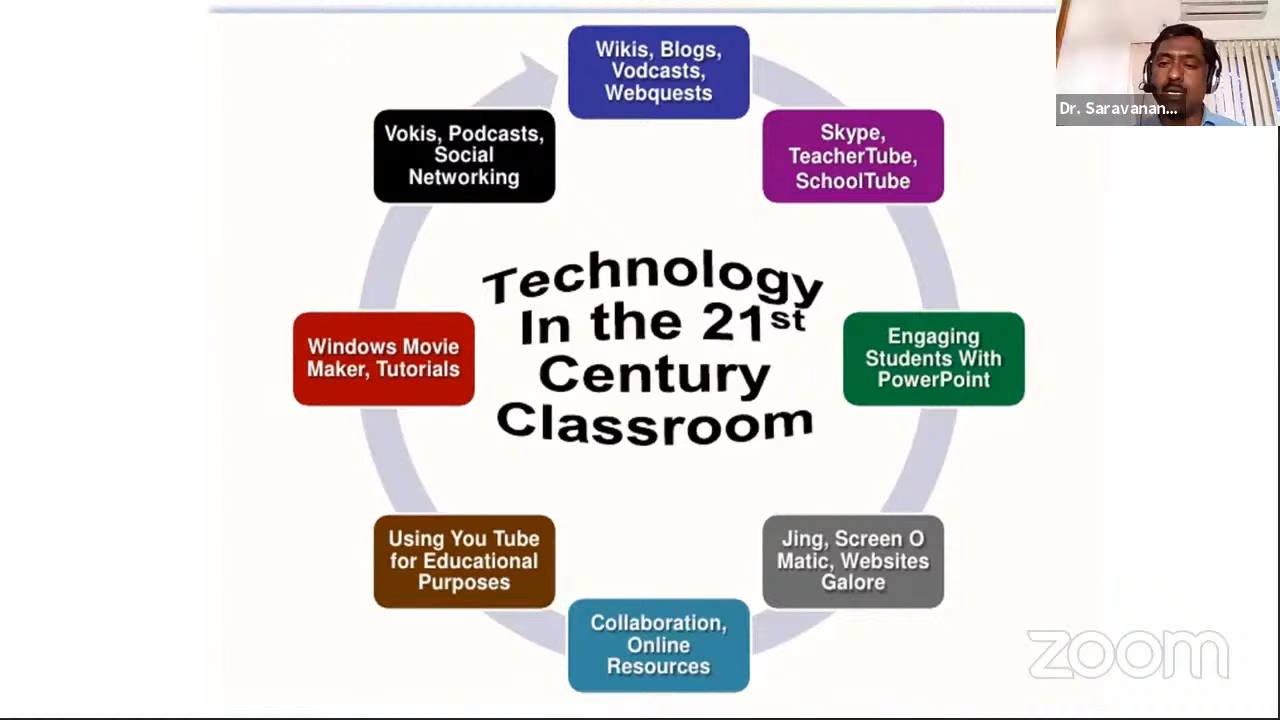 Wikis, Blogs,
Vodcasts,
Webquests
Skype,
TeacherTube,
SchoolTube
Engaging
Students With
PowerPoint
Jing, Screen O
Matic, Websites
Galore
Collaboration,
Online
Resources
Using You Tube
for Educational
Purposes
Windows Movie
Maker, Tutorials
Vokis, Podcasts,
Social
Networking
Technology
In the 21st
Century
Classroom
Dr. Saravanan...
zoom